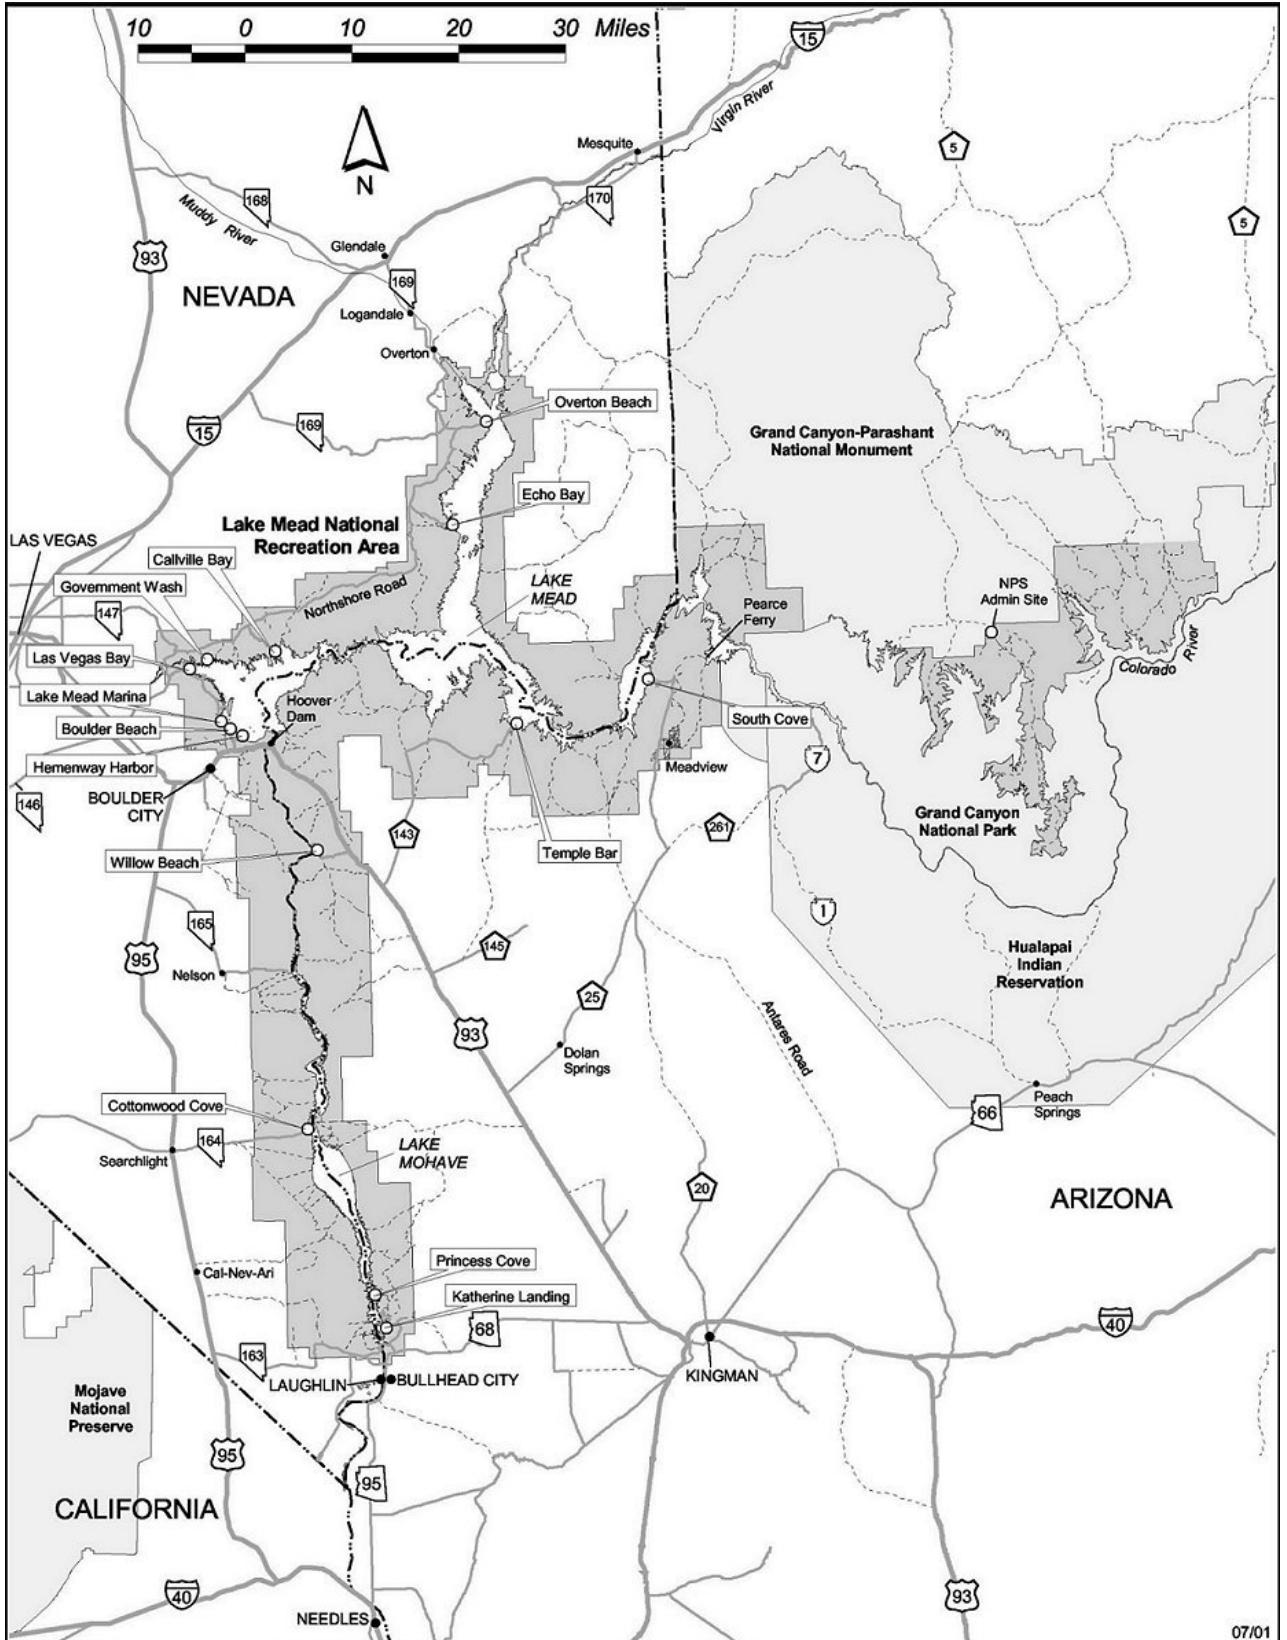 10 0 10 20 30 Miles
15
Virgin River
Mesquite
5
N
170
168
Muddy River
5
93
Glendale
169
NEVADA
Logandale
Overton
Overton Beach
15
169
Grand Canyon-Parashant
National Monument
Echo Bay
Lake Mead National
Recreation Area
LAS VEGAS
Callville Bay
Government Wash
Northshore Road
LAKE
MEAD
NPS
Admin Site
147
Pearce
Ferry
Las Vegas Bay
Colorado River
Lake Mead Marina
Hoover
Dam
Boulder Beach
South Cove
Hemenway Harbor
Meadview
7
BOULDER
CITY
146
Grand Canyon
National Park
143
261
Temple Bar
Willow Beach
1
165
145
Hualapai
Indian
Reservation
95
Nelson
25
Antares Road
93
Dolan
Springs
Peach
Springs
66
Cottonwood Cove
164
LAKE
MOHAVE
Searchlight
20
ARIZONA
Princess Cove
Cal-Nev-Ari
Katherine Landing
68
40
163
KINGMAN
LAUGHLIN
BULLHEAD CITY
Mojave
National
Preserve
95
95
CALIFORNIA
40
93
NEEDLES
07/01